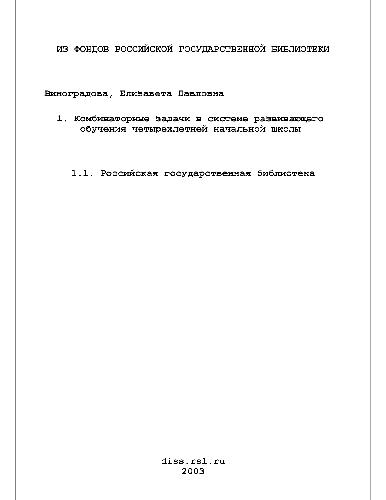 ИЗ ФОНДОВ РОССИЙСКОЙ ГОСУДАРСТВЕННОЙ БИБЛИОТЕКИ
Виноградова, Елизавета Павловна
1. Комбинаторные задачи в системе развивающего
обучения четырехлетней начальной школы
1.1. Российская государственная библиотека
diss.rsl.ru
2003